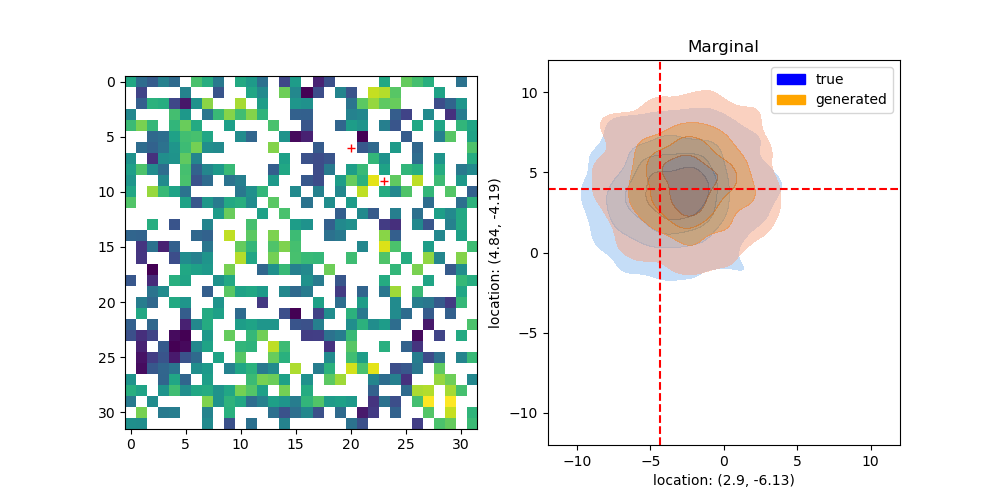 0
5
10
15
20
25
30
0 5 10 15 20 25 30
Marginal
true
generated
10
5
0
−5
−10
location: (4.84, -4.19)
−10 −5 0 5 10
location: (2.9, -6.13)